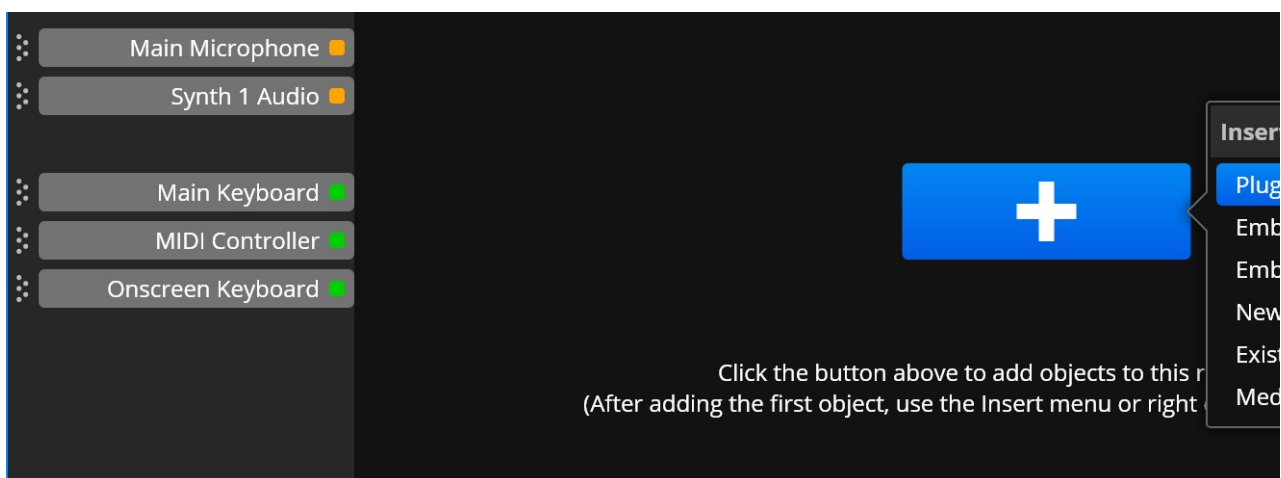 Main Microphone
Synth 1 Audio
Main Keyboard
MIDI Controller
Onscreen Keyboard
Click the button above to add objects to this
(After adding the first object, use the Insert menu or right